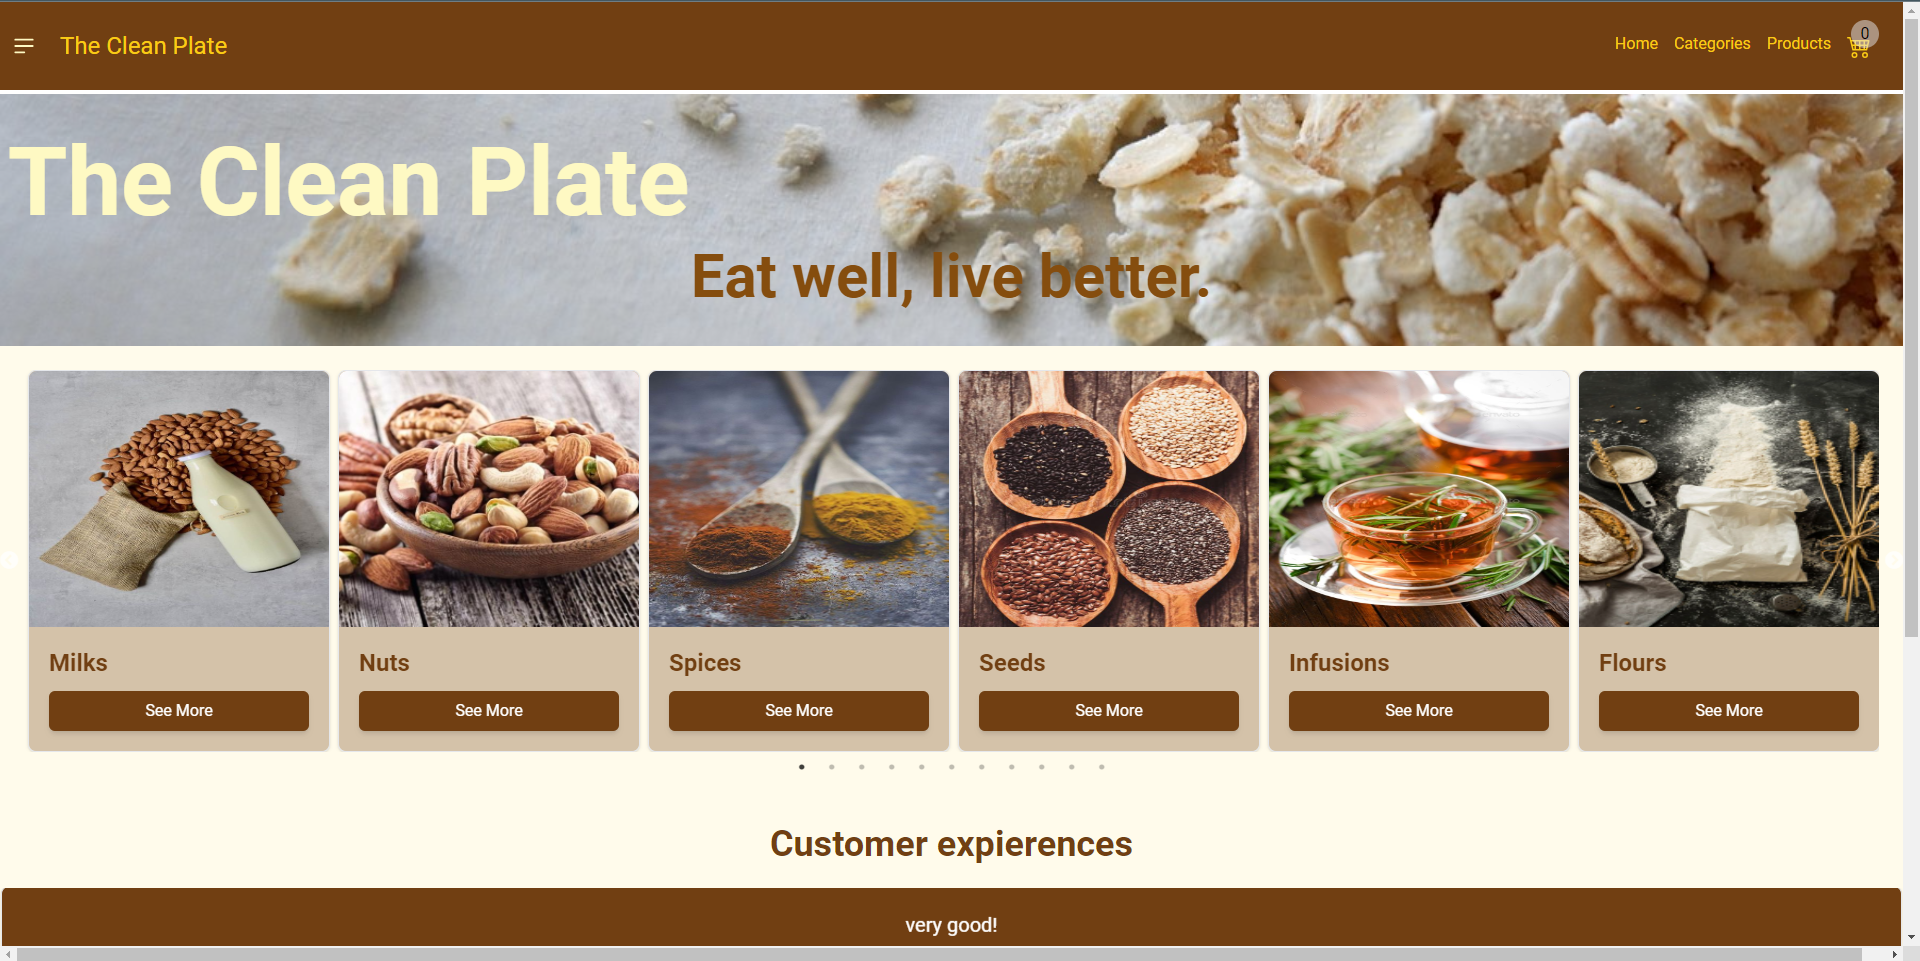 The Clean Plate
Home Categories Products 0
The Clean Plate
Eat well, live better.
Milks
See More
Nuts
See More
Spices
See More
Seeds
See More
Infusions
See More
Flours
See More
Customer expierences
very good!